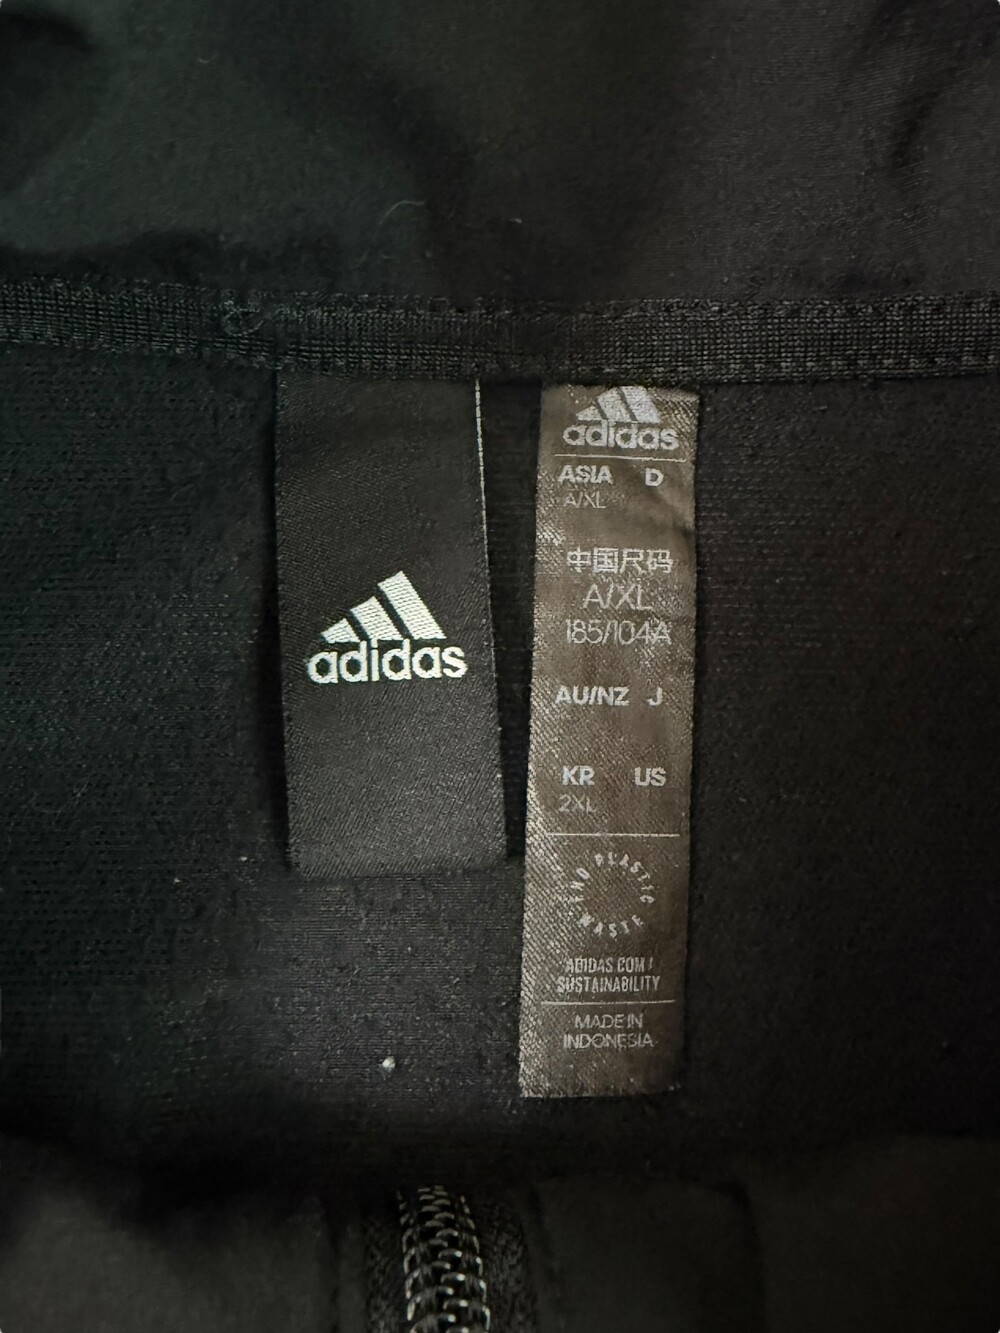 adidas
adidas
ASIA D
A/XL
中国尺码
A/XL
185/104A
AU/NZ J
KR US
2XL
END PLASTIC WASTE
ADIDAS.COM/
SUSTAINABILITY
MADE IN
INDONESIA